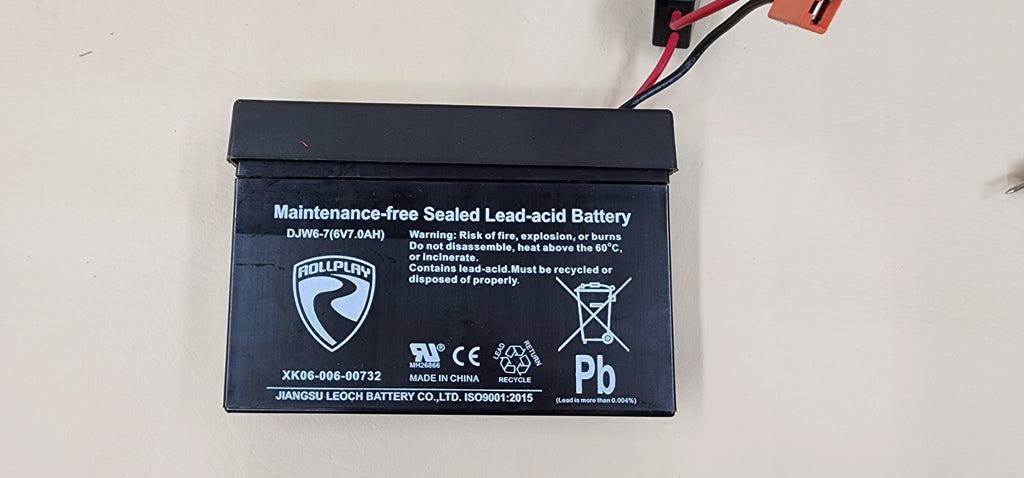 Maintenance-free Sealed Lead-acid Battery
DJW6-7(6V7.0AH)
ROLLPLAY
XK06-006-00732
Warning: Risk of fire, explosion, or burns
Do not disassemble, heat above the 60°C,
or incinerate.
Contains lead-acid.Must be recycled or
disposed of properly.
MH26866
MADE IN CHINA
CE
LEAD
RETURN
RECYCLE
Pb
(Lead is more than 0.004%)
JIANGSU LEOCH BATTERY CO.,LTD. ISO9001:2015